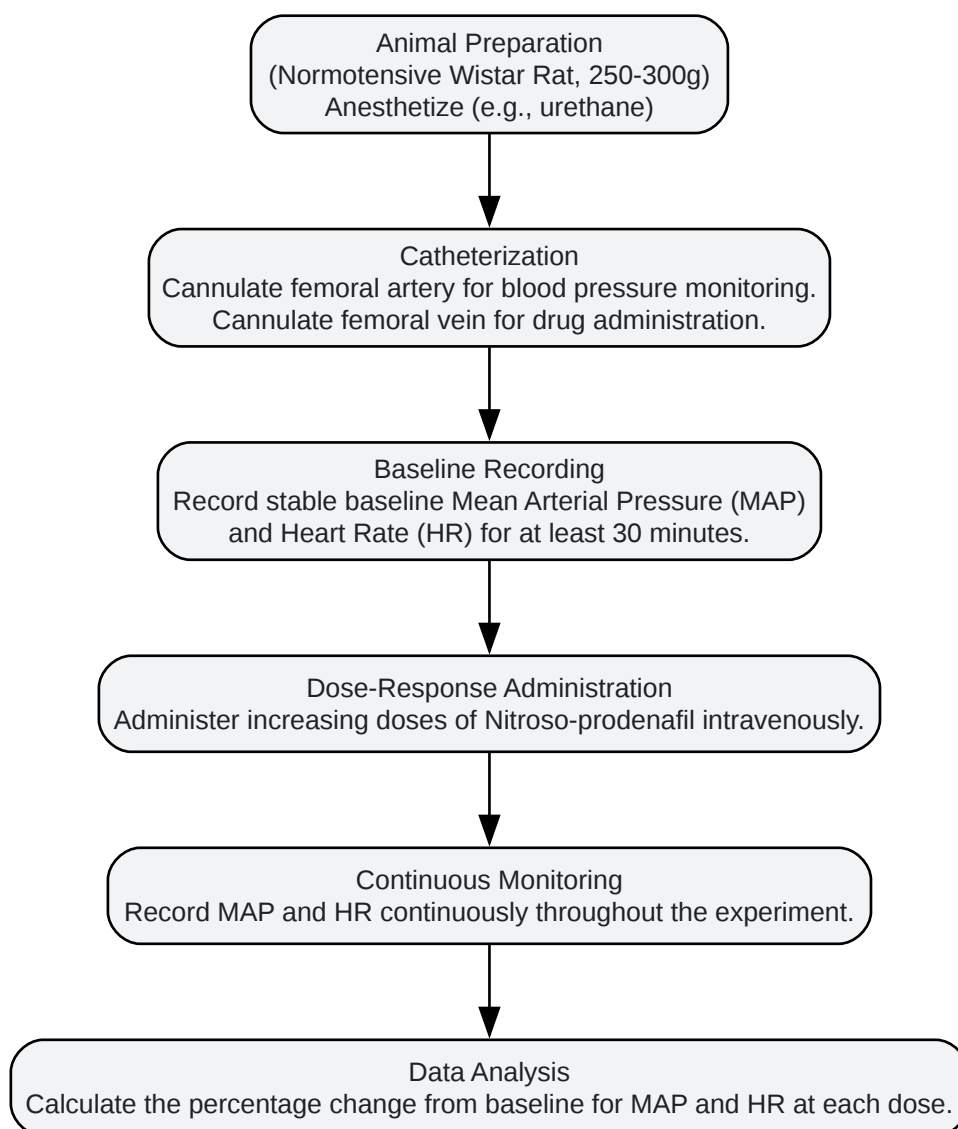 Animal Preparation
(Normotensive Wistar Rat, 250-300g)
Anesthetize (e.g., urethane)
Catheterization
Cannulate femoral artery for blood pressure monitoring.
Cannulate femoral vein for drug administration.
Baseline Recording
Record stable baseline Mean Arterial Pressure (MAP)
and Heart Rate (HR) for at least 30 minutes.
Dose-Response Administration
Administer increasing doses of Nitroso-prodenafil intravenously.
Continuous Monitoring
Record MAP and HR continuously throughout the experiment.
Data Analysis
Calculate the percentage change from baseline for MAP and HR at each dose.